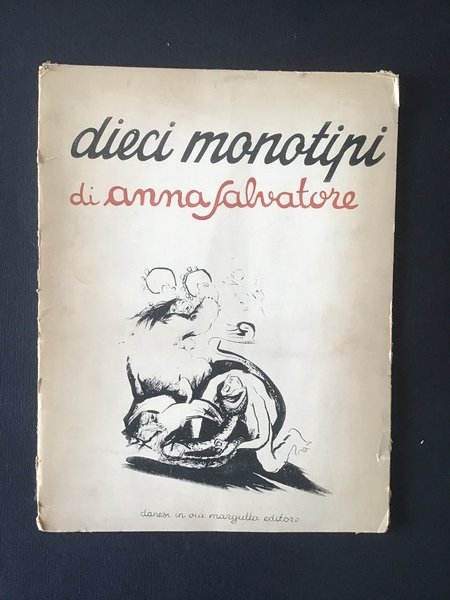 dieci monotipi
di anna salvatore
danesi in via margutta editore